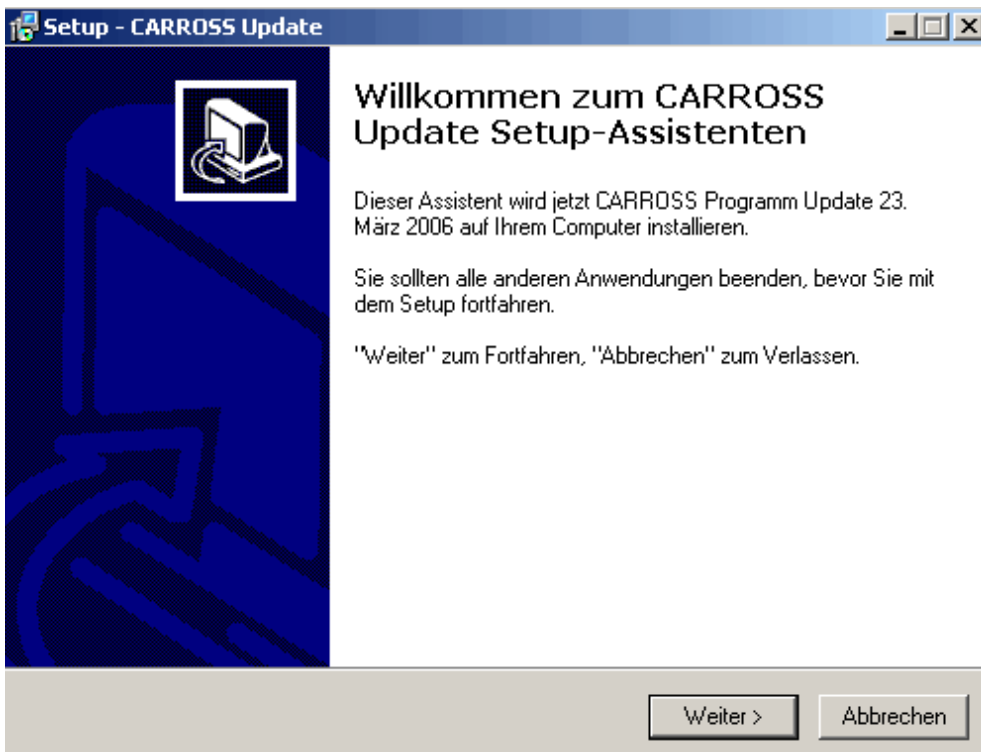 Setup - CARROSS Update
Willkommen zum CARROSS
Update Setup-Assistenten
Dieser Assistent wird jetzt CARROSS Programm Update 23.
März 2006 auf Ihrem Computer installieren.
Sie sollten alle anderen Anwendungen beenden, bevor Sie mit
dem Setup fortfahren.
"Weiter" zum Fortfahren, "Abbrechen" zum Verlassen.
Weiter >
Abbrechen